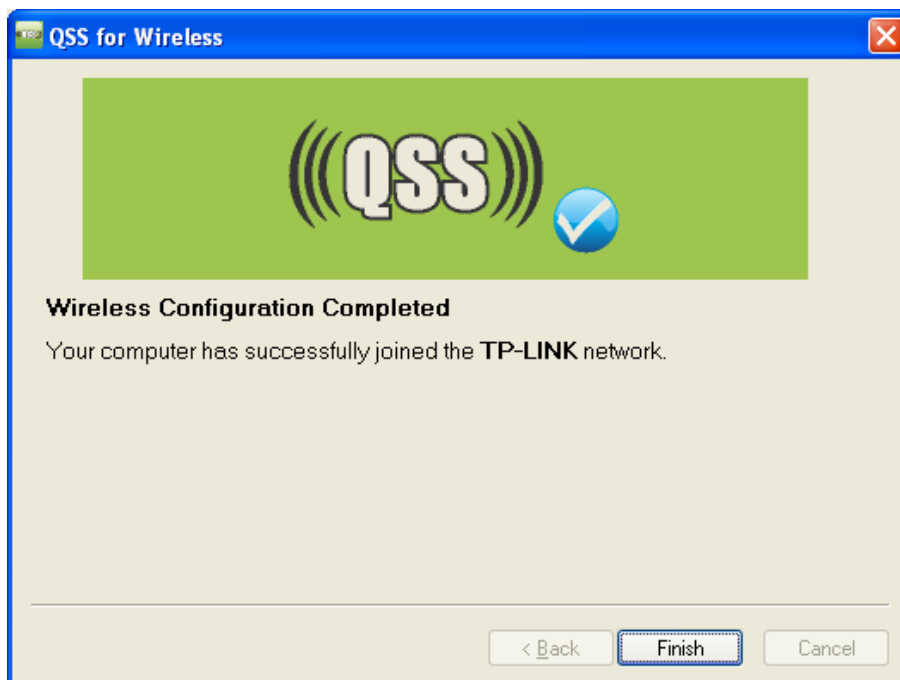 QSS for Wireless
(((QSS)))
Wireless Configuration Completed
Your computer has successfully joined the TP-LINK network.
< Back Finish Cancel